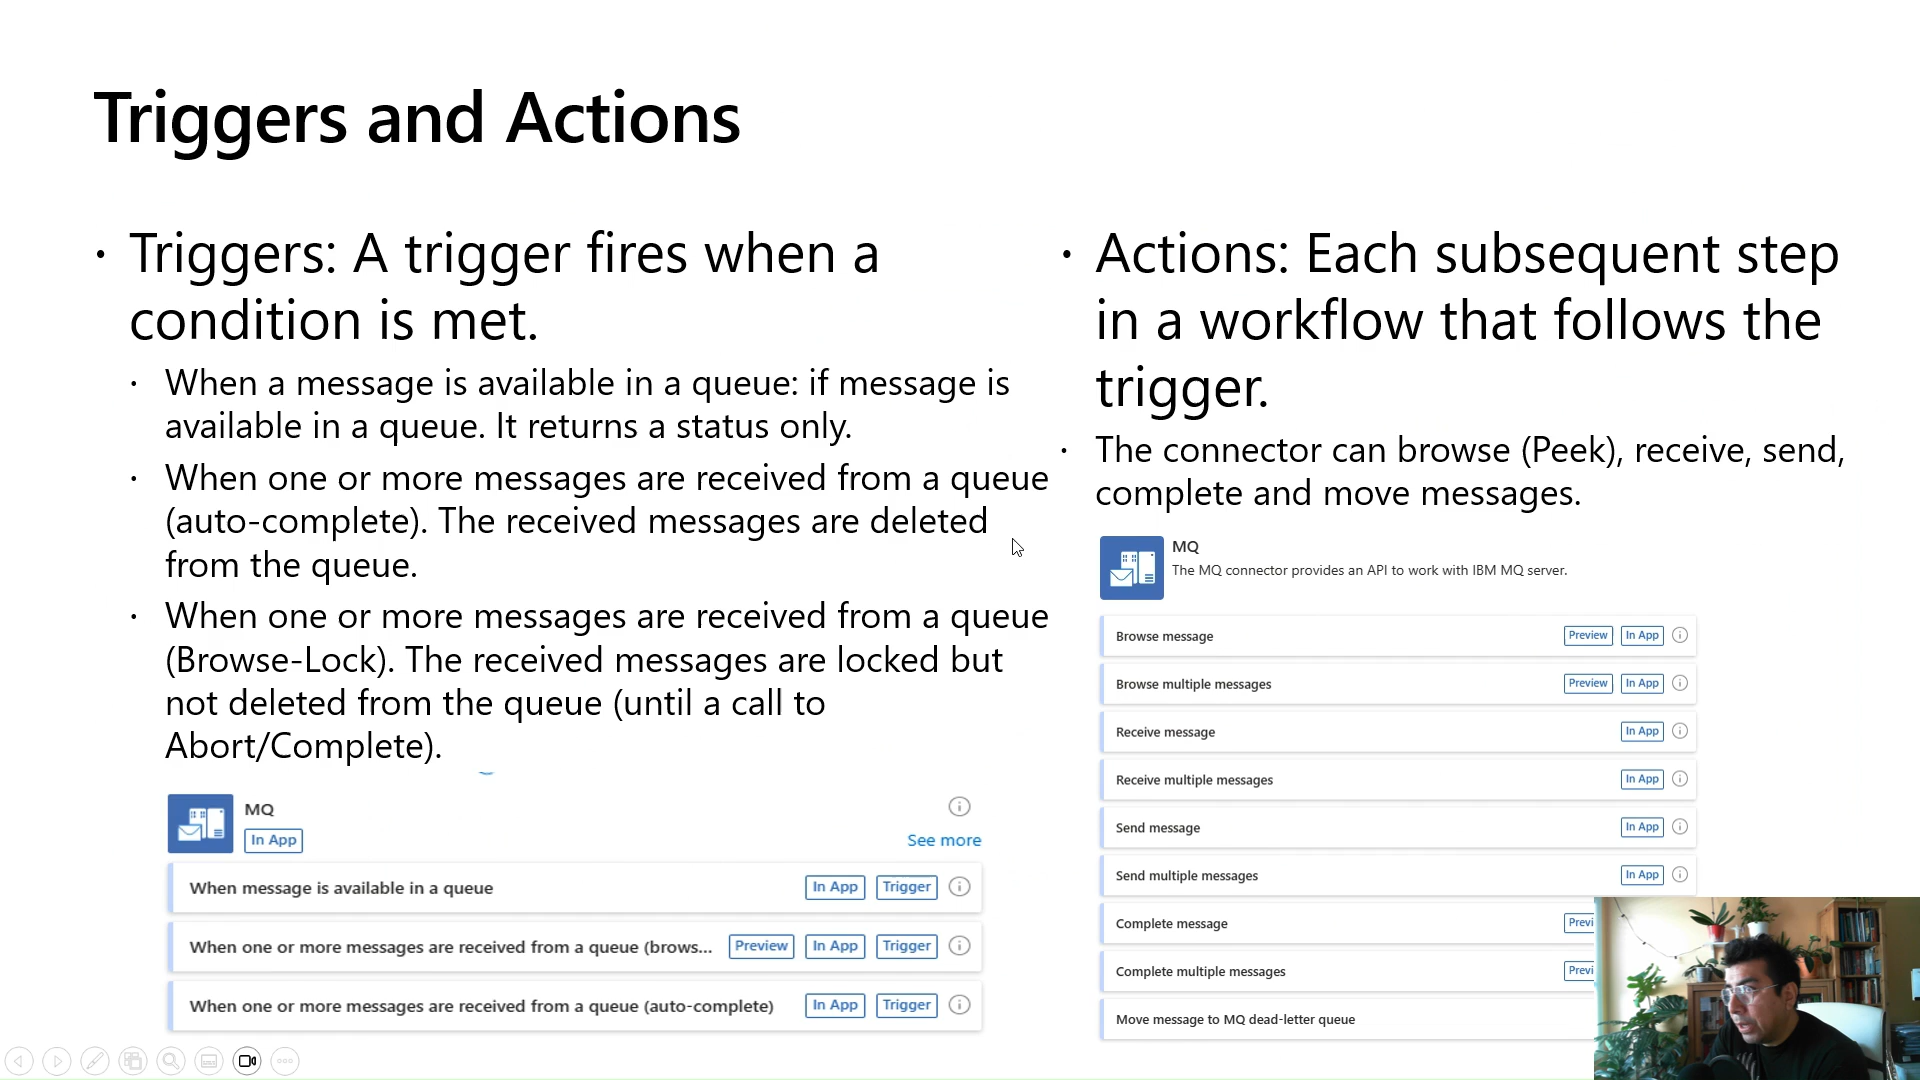 Triggers and Actions
• Triggers: A trigger fires when a
condition is met.
• When a message is available in a queue: if message is
available in a queue. It returns a status only.
• When one or more messages are received from a queue
(auto-complete). The received messages are deleted
from the queue.
• When one or more messages are received from a queue
(Browse-Lock). The received messages are locked but
not deleted from the queue (until a call to
Abort/Complete).
MQ
In App
See more
When message is available in a queue In App Trigger
When one or more messages are received from a queue (brows... Preview In App Trigger
When one or more messages are received from a queue (auto-complete) In App Trigger
• Actions: Each subsequent step
in a workflow that follows the
trigger.
• The connector can browse (Peek), receive, send,
complete and move messages.
MQ
The MQ connector provides an API to work with IBM MQ server.
Browse message Preview In App
Browse multiple messages Preview In App
Receive message In App
Receive multiple messages In App
Send message In App
Send multiple messages In App
Complete message Previ
Complete multiple messages Previ
Move message to MQ dead-letter queue